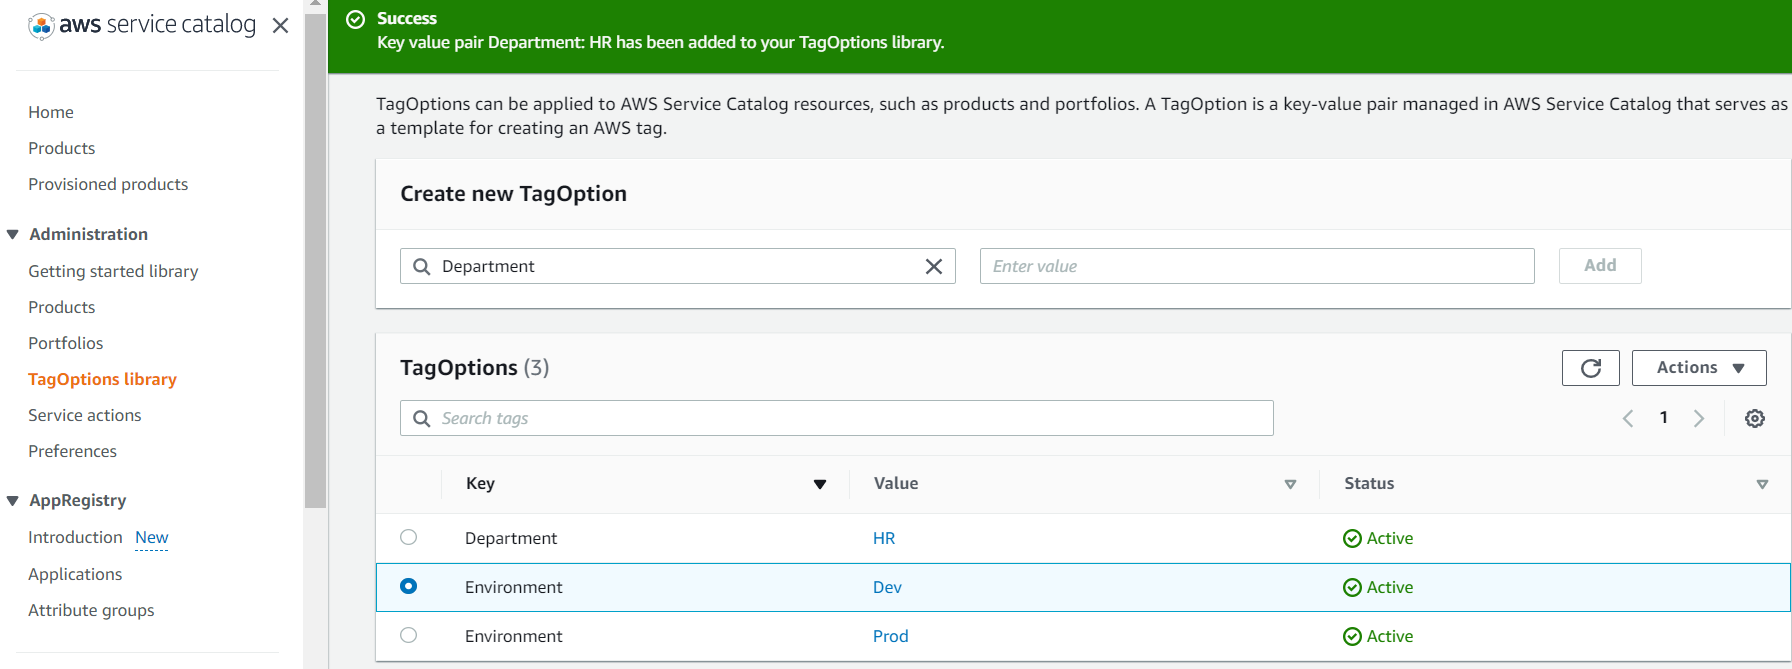 aws service catalog
Home
Products
Provisioned products
Administration
Getting started library
Products
Portfolios
TagOptions library
Service actions
Preferences
AppRegistry
Introduction New
Applications
Attribute groups
Success
Key value pair Department: HR has been added to your TagOptions library.
TagOptions can be applied to AWS Service Catalog resources, such as products and portfolios. A TagOption is a key-value pair managed in AWS Service Catalog that serves as
a template for creating an AWS tag.
Create new TagOption
Department Enter value Add
TagOptions (3) Actions
Search tags 1
Key Value Status
Department HR Active
Environment Dev Active
Environment Prod Active